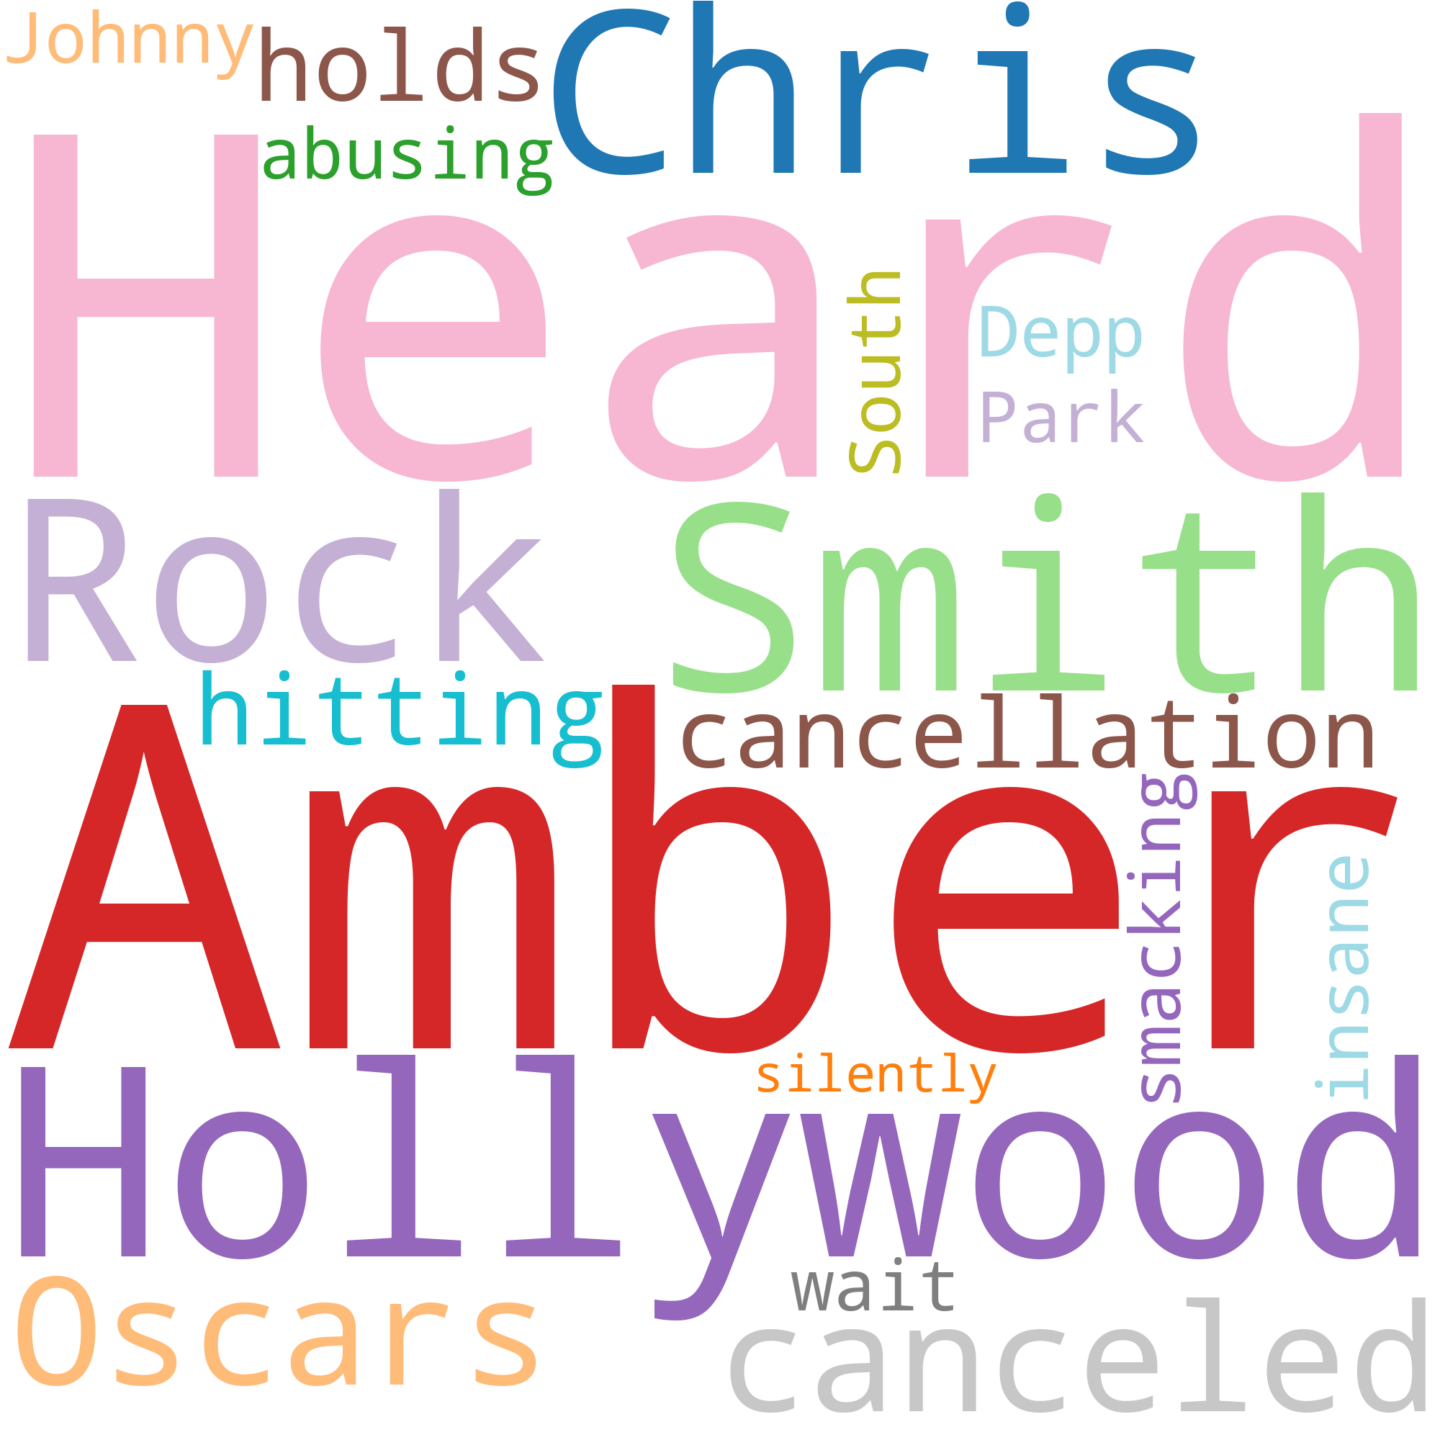 Johnny
holds
Chris
abusing
Heard
South
Depp
Park
Rock
Smith
hitting
cancellation
Amber
smacking
insane
silently
Hollywood
wait
Oscars
canceled